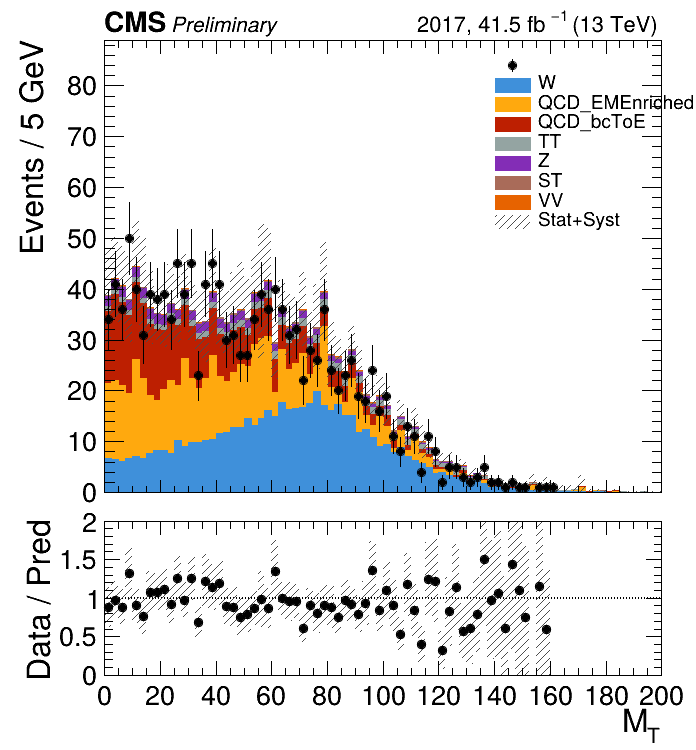 CMS Preliminary 2017, 41.5 fb⁻¹ (13 TeV)
Events / 5 GeV
80
70
60
50
40
30
20
10
0
W
QCD_EMEnriched
QCD_bcToE
TT
Z
ST
VV
Stat+Syst
Data / Pred
2
1.5
1
0.5
0
0 20 40 60 80 100 120 140 160 180 200
M_T